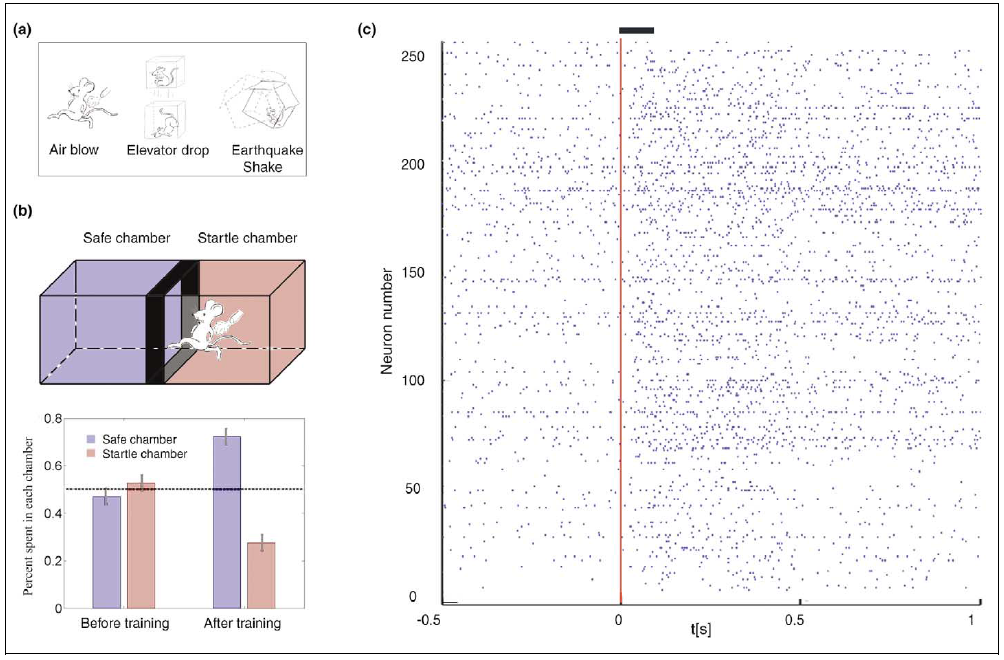 (a)
Air blow
Elevator drop
Earthquake
Shake
(b)
Safe chamber
Startle chamber
Percent spent in each chamber
0.8
0.6
0.4
0.2
0
Safe chamber
Startle chamber
Before training
After training
(c)
Neuron number
250
200
150
100
50
0
-0.5
0
0.5
1
t[s]